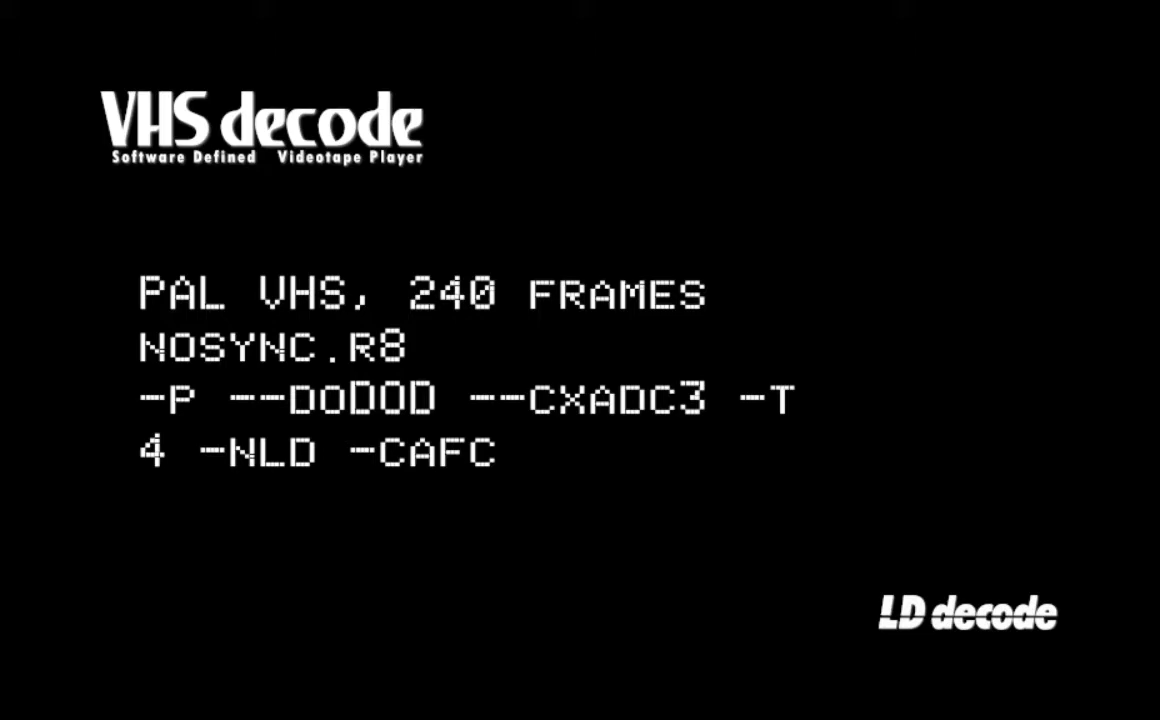 VHS decode
Software Defined Videotape Player
PAL VHS, 240 FRAMES
NOSYNC.R8
-P --DODOD --CXADC3 -T
4 -NLD -CAFC
LD decode